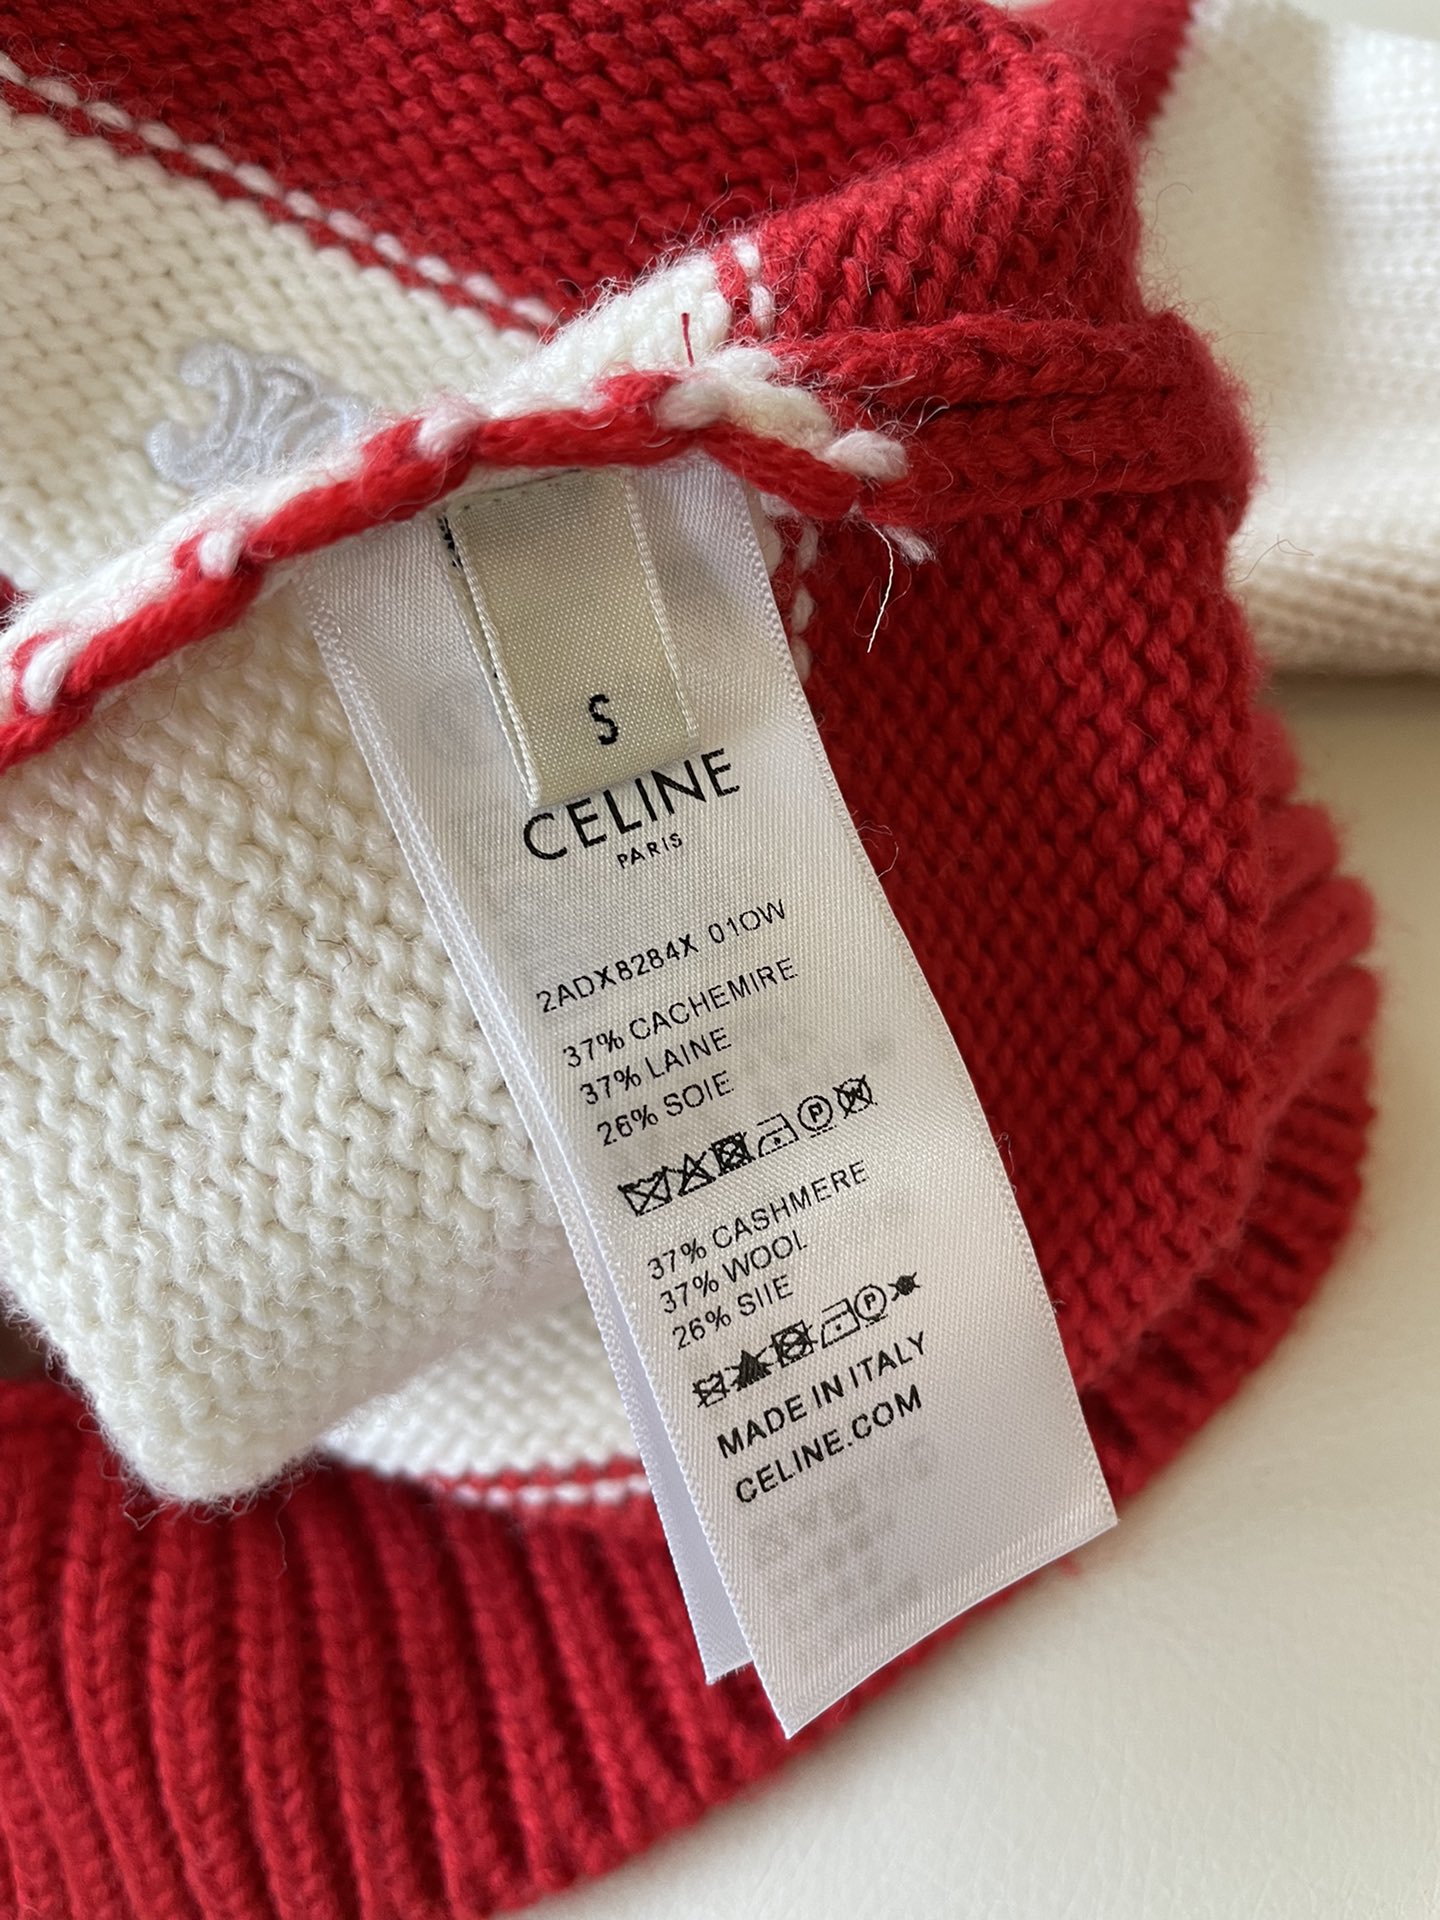 S
CELINE
PARIS
2ADX8284X 01OW
37% CACHEMIRE
37% LAINE
26% SOIE
P
37% CASHMERE
37% WOOL
26% SIIE
P
MADE IN ITALY
CELINE.COM